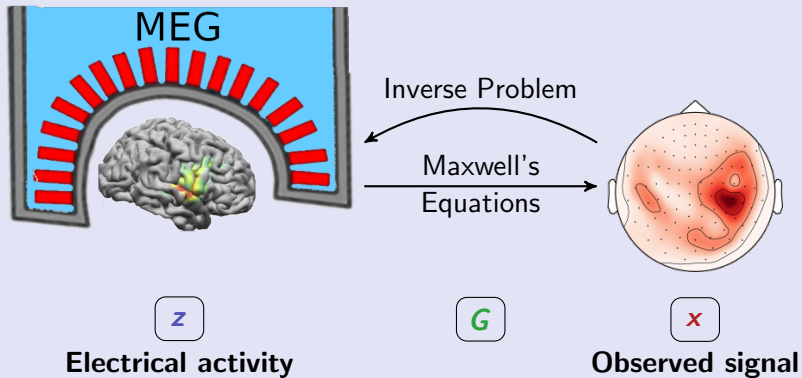 MEG
Inverse Problem
Maxwell's
Equations
z
G
x
Electrical activity
Observed signal